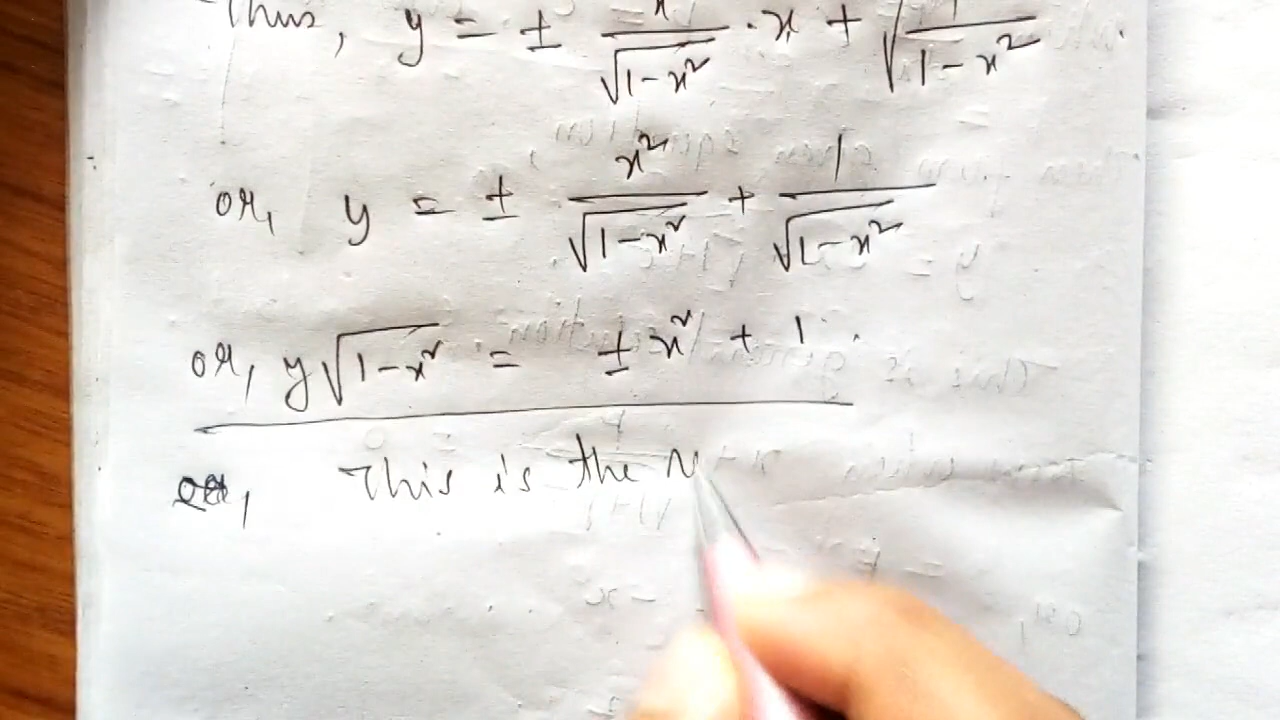 Thus, y = ± x/√(1-x²) · x + √(1/(1-x²))
or, y = ± x²/√(1-x²) + 1/√(1-x²)
or, y√(1-x²) = ± x² + 1.
This is the